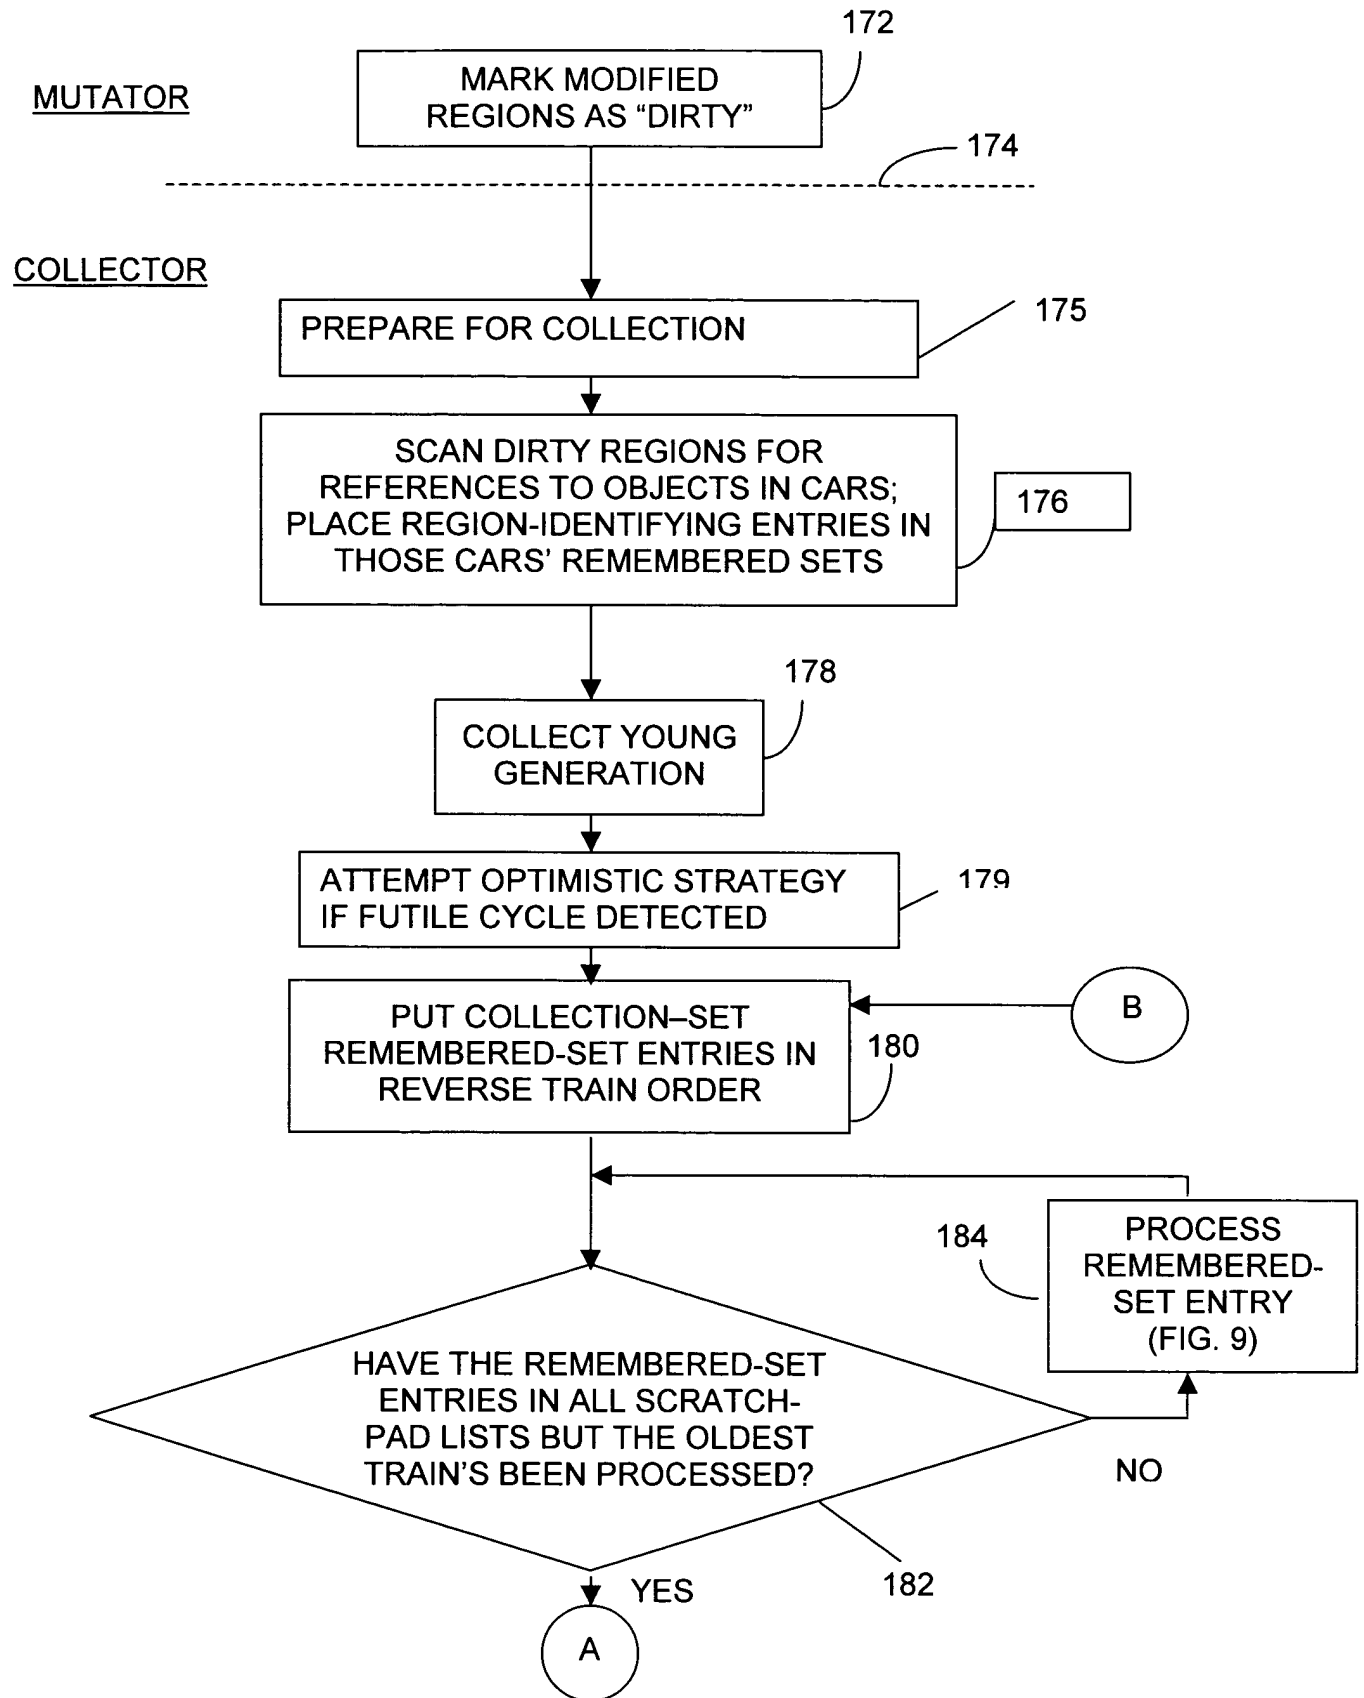 172
MUTATOR
MARK MODIFIED
REGIONS AS “DIRTY”
174
COLLECTOR
PREPARE FOR COLLECTION
175
SCAN DIRTY REGIONS FOR
REFERENCES TO OBJECTS IN CARS;
PLACE REGION-IDENTIFYING ENTRIES IN
THOSE CARS’ REMEMBERED SETS
176
178
COLLECT YOUNG
GENERATION
ATTEMPT OPTIMISTIC STRATEGY
IF FUTILE CYCLE DETECTED
179
PUT COLLECTION–SET
REMEMBERED-SET ENTRIES IN
REVERSE TRAIN ORDER
B
180
184
PROCESS
REMEMBERED-
SET ENTRY
(FIG. 9)
HAVE THE REMEMBERED-SET
ENTRIES IN ALL SCRATCH-
PAD LISTS BUT THE OLDEST
TRAIN’S BEEN PROCESSED?
NO
182
YES
A